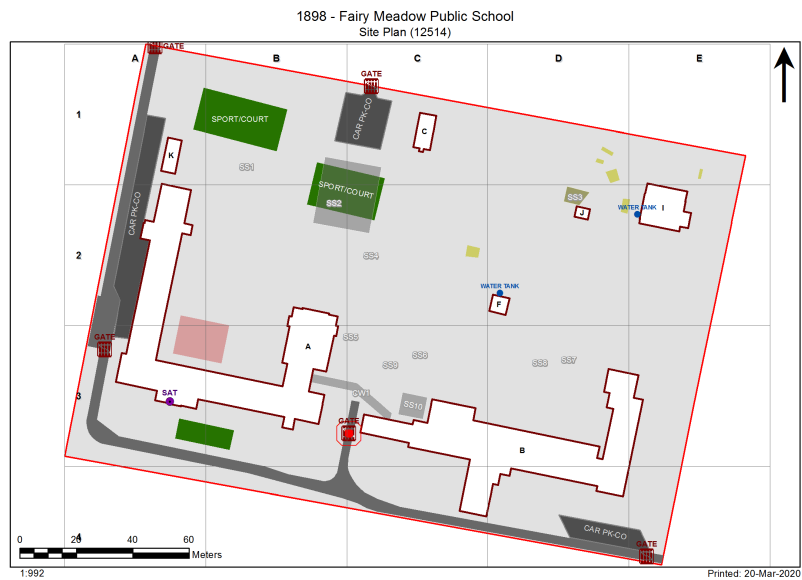 1898 - Fairy Meadow Public School
Site Plan (12514)
A
B
C
D
E
GATE
GATE
1
SPORT/COURT
CAR PK-CO
C
K
SS1
SPORT/COURT
SS2
SS3
J
WATER TANK
I
CAR PK-CO
2
SS4
WATER TANK
F
GATE
A
SS5
SS9
SS8
SS7
SAT
3
CW1
SS10
GATE
B
CAR PK-CO
GATE
4
0
20
40
60
Meters
1:992
Printed: 20-Mar-2020